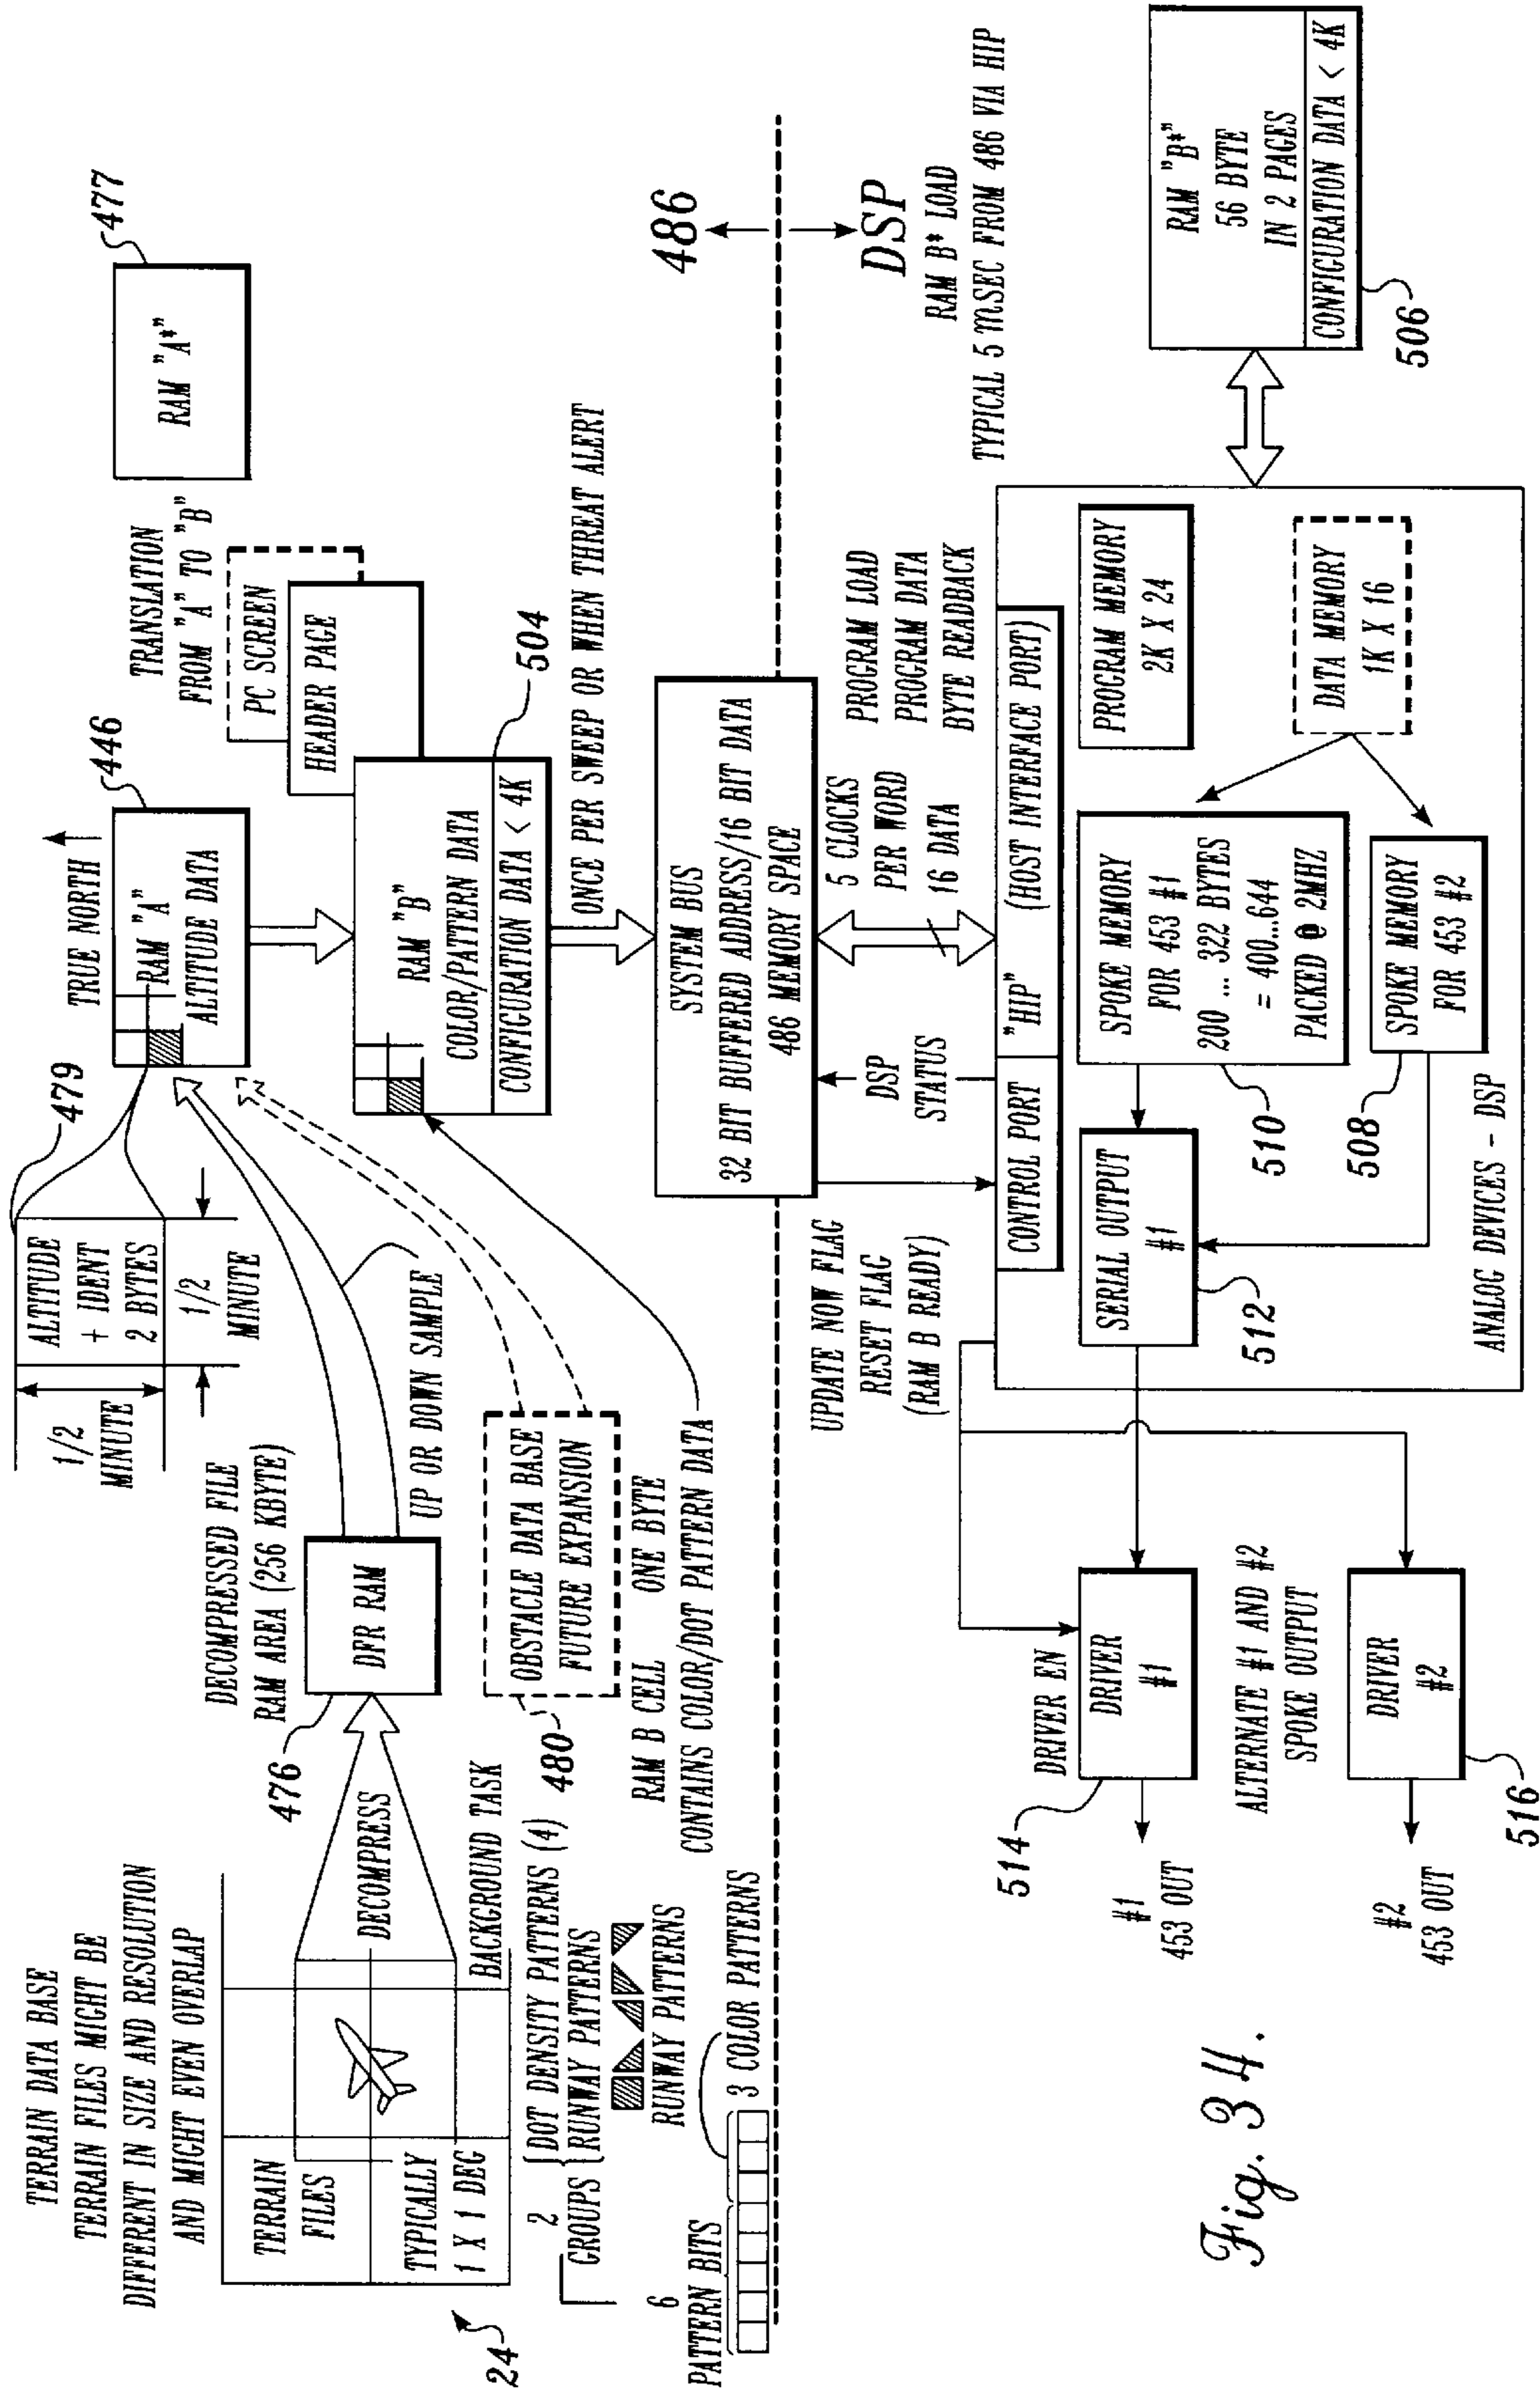 TERRAIN DATA BASE
TERRAIN FILES MIGHT BE
DIFFERENT IN SIZE AND RESOLUTION
AND MIGHT EVEN OVERLAP
24
TERRAIN
FILES
TYPICALLY
1 X 1 DEG
DECOMPRESS
BACKGROUND TASK
2
GROUPS
DOT DENSITY PATTERNS (4)
RUNWAY PATTERNS
RUNWAY PATTERNS
6
PATTERN BITS
3 COLOR PATTERNS
DECOMPRESSED FILE
RAM AREA (256 KBYTE)
476
DFR RAM
UP OR DOWN SAMPLE
OBSTACLE DATA BASE
FUTURE EXPANSION
480
RAM B CELL ONE BYTE
CONTAINS COLOR/DOT PATTERN DATA
1/2
MINUTE
ALTITUDE
+ IDENT
2 BYTES
1/2
MINUTE
479
TRUE NORTH
446
RAM "A"
ALTITUDE DATA
TRANSLATION
FROM "A" TO "B"
477
RAM "A*"
PC SCREEN
HEADER PAGE
RAM "B"
COLOR/PATTERN DATA
CONFIGURATION DATA < 4K
504
ONCE PER SWEEP OR WHEN THREAT ALERT
SYSTEM BUS
32 BIT BUFFERED ADDRESS/16 BIT DATA
486 MEMORY SPACE
486
DSP
RAM B* LOAD
TYPICAL 5 mSEC FROM 486 VIA HIP
UPDATE NOW FLAG
RESET FLAG
(RAM B READY)
DSP
STATUS
5 CLOCKS
PER WORD
16 DATA
PROGRAM LOAD
PROGRAM DATA
BYTE READBACK
CONTROL PORT
"HIP" (HOST INTERFACE PORT)
SERIAL OUTPUT
#1
512
SPOKE MEMORY
FOR 453 #1
200 ... 322 BYTES
= 400...644
PACKED @ 2MHZ
510
SPOKE MEMORY
FOR 453 #2
508
PROGRAM MEMORY
2K X 24
DATA MEMORY
1K X 16
ANALOG DEVICES - DSP
RAM "B*"
56 BYTE
IN 2 PAGES
CONFIGURATION DATA < 4K
506
DRIVER EN
DRIVER
#1
514
#1
453 OUT
ALTERNATE #1 AND #2
SPOKE OUTPUT
DRIVER
#2
516
#2
453 OUT
Fig. 34.